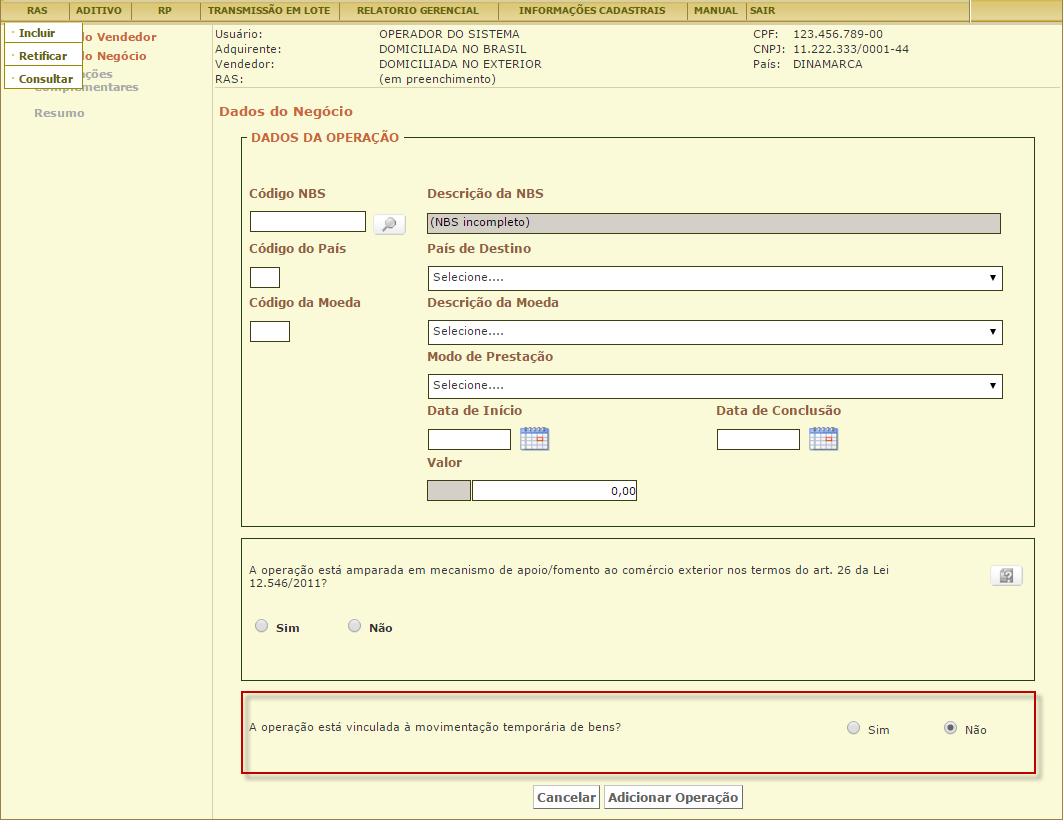 RAS ADITIVO RP TRANSMISSÃO EM LOTE RELATORIO GERENCIAL INFORMAÇÕES CADASTRAIS MANUAL SAIR
· Incluir
· Retificar
· Consultar
o Vendedor
o Negócio
ções
Complementares
Resumo
Usuário: OPERADOR DO SISTEMA CPF: 123.456.789-00
Adquirente: DOMICILIADA NO BRASIL CNPJ: 11.222.333/0001-44
Vendedor: DOMICILIADA NO EXTERIOR País: DINAMARCA
RAS: (em preenchimento)
Dados do Negócio
DADOS DA OPERAÇÃO
Código NBS Descrição da NBS
(NBS incompleto)
Código do País País de Destino
Selecione....
Código da Moeda Descrição da Moeda
Selecione....
Modo de Prestação
Selecione....
Data de Início Data de Conclusão
Valor
0,00
A operação está amparada em mecanismo de apoio/fomento ao comércio exterior nos termos do art. 26 da Lei
12.546/2011?
Sim Não
A operação está vinculada à movimentação temporária de bens? Sim Não
Cancelar Adicionar Operação